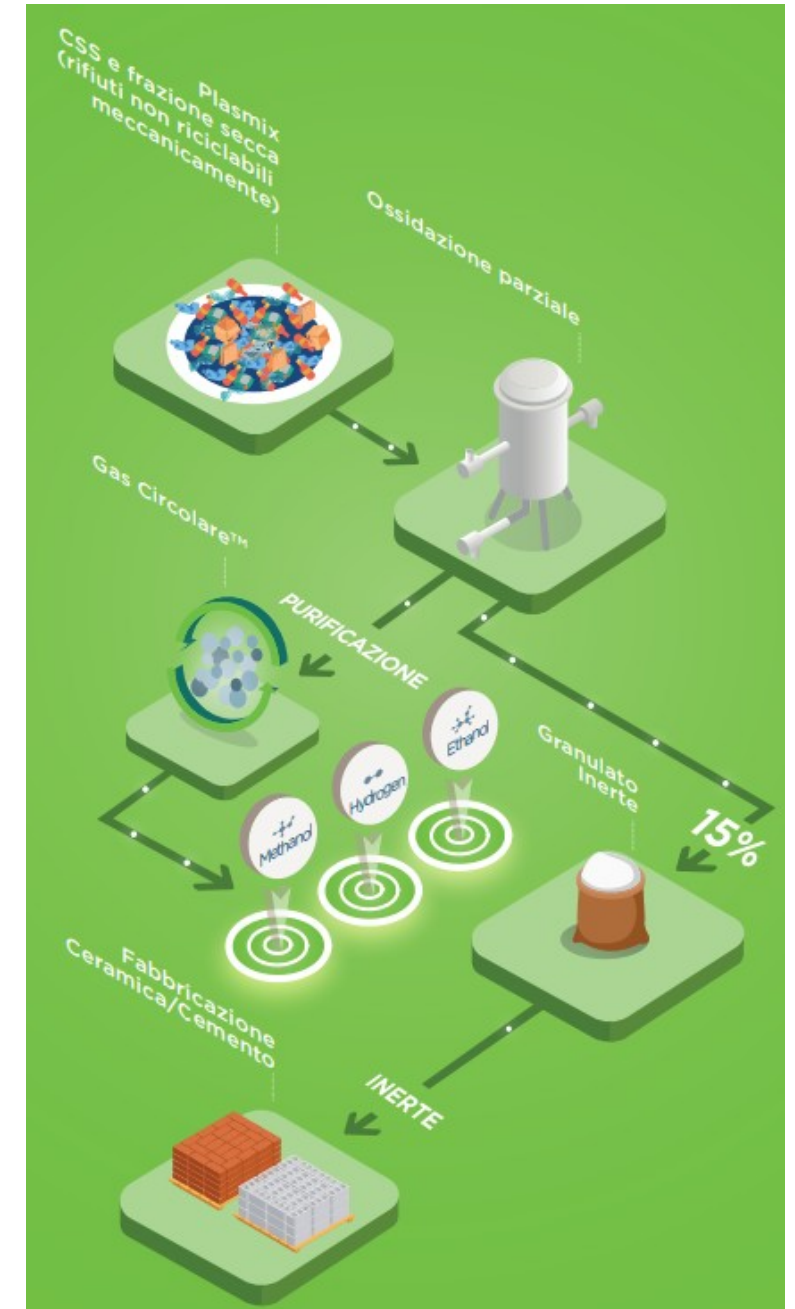 Plasmix
CSS e frazione secca
(rifiuti non riciclabili
meccanicamente)
Ossidazione parziale
Gas Circolare™
PURIFICAZIONE
Ethanol
Hydrogen
Methanol
Granulato
Inerte
15%
Fabbricazione
Ceramica/Cemento
INERTE